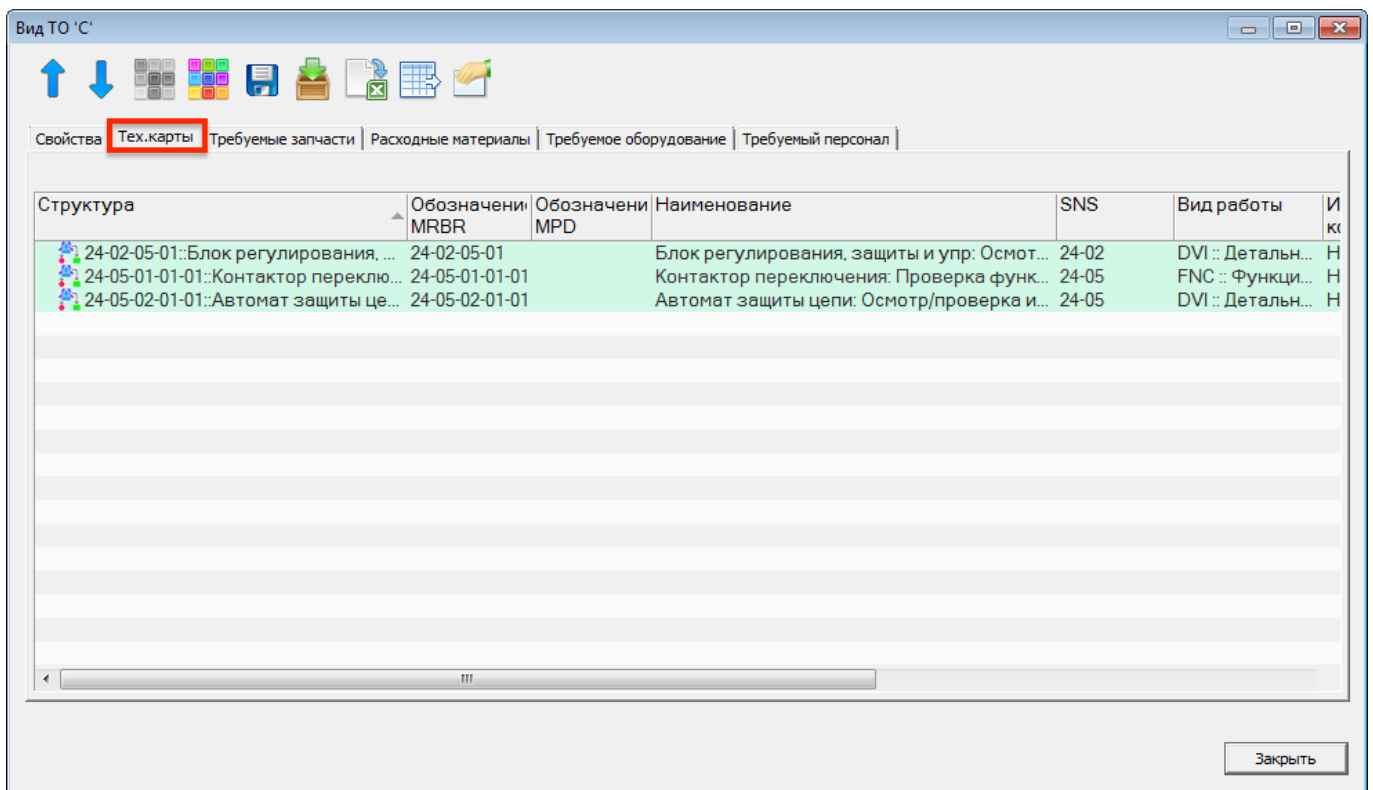 Вид ТО 'C'
Свойства Тех.карты Требуемые запчасти Расходные материалы Требуемое оборудование Требуемый персонал
Структура Обозначени Обозначени Наименование SNS Вид работы И
MRBR MPD к
24-02-05-01::Блок регулирования, ... 24-02-05-01 Блок регулирования, защиты и упр: Осмот... 24-02 DVI :: Детальн... Н
24-05-01-01-01::Контактор переклю... 24-05-01-01-01 Контактор переключения: Проверка функ... 24-05 FNC :: Функци... Н
24-05-02-01-01::Автомат защиты це... 24-05-02-01-01 Автомат защиты цепи: Осмотр/проверка и... 24-05 DVI :: Детальн... Н
Закрыть